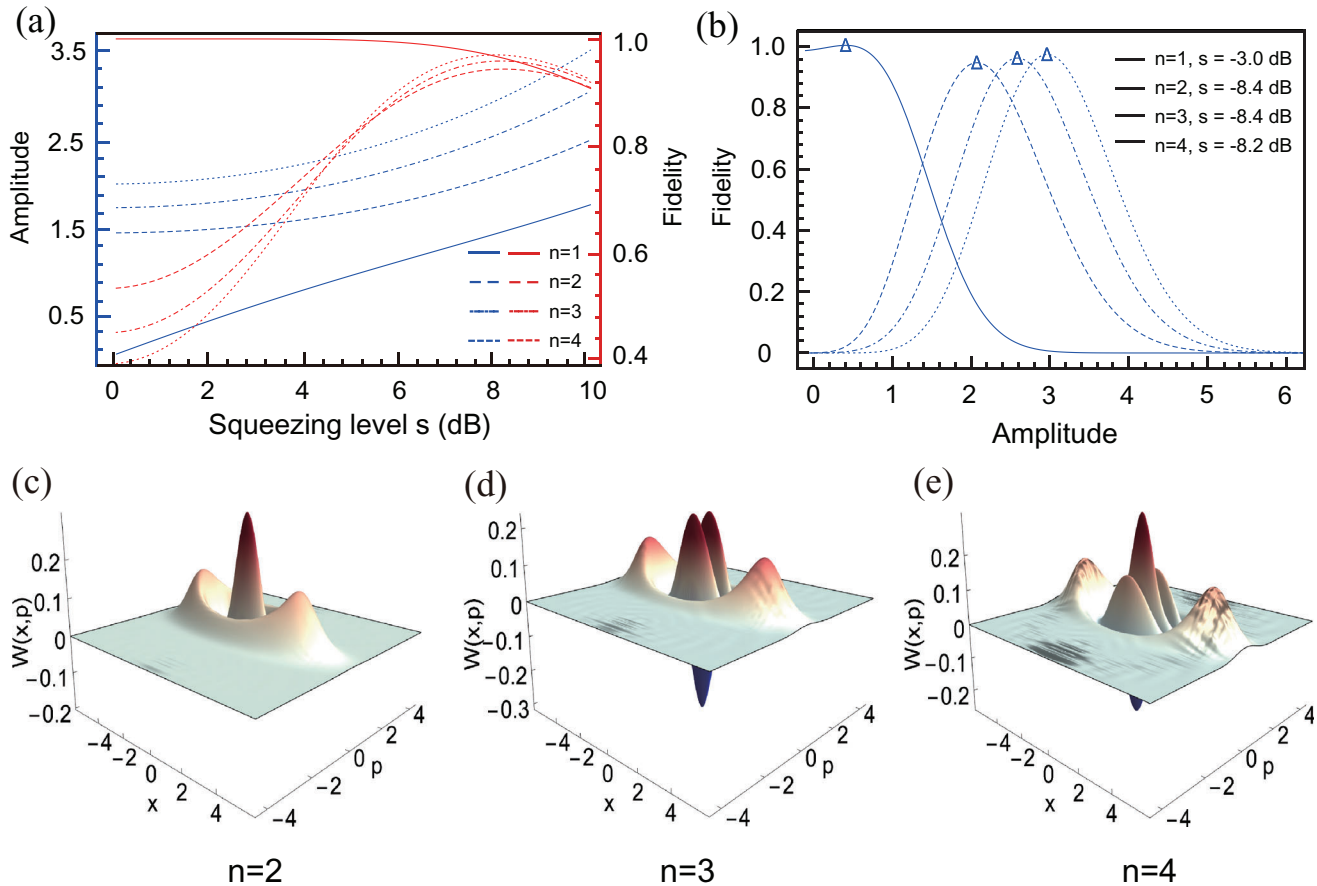 (a)
3.5
2.5
1.5
0.5
Amplitude
1.0
0.8
0.6
0.4
Fidelity
n=1
n=2
n=3
n=4
0 2 4 6 8 10
Squeezing level s (dB)
(b)
1.0
0.8
0.6
0.4
0.2
0
Fidelity
n=1, s = -3.0 dB
n=2, s = -8.4 dB
n=3, s = -8.4 dB
n=4, s = -8.2 dB
0 1 2 3 4 5 6
Amplitude
(c)
W(x,p)
0.2
0.1
0
−0.1
−0.2
−4
−2
0
2
4
x
−4
−2
0
2
4
p
n=2
(d)
W(x,p)
0.2
0.1
0
−0.1
−0.2
−0.3
−4
−2
0
2
4
x
−4
−2
0
2
4
p
n=3
(e)
W(x,p)
0.2
0.1
0
−0.1
−0.2
−4
−2
0
2
4
x
−4
−2
0
2
4
p
n=4